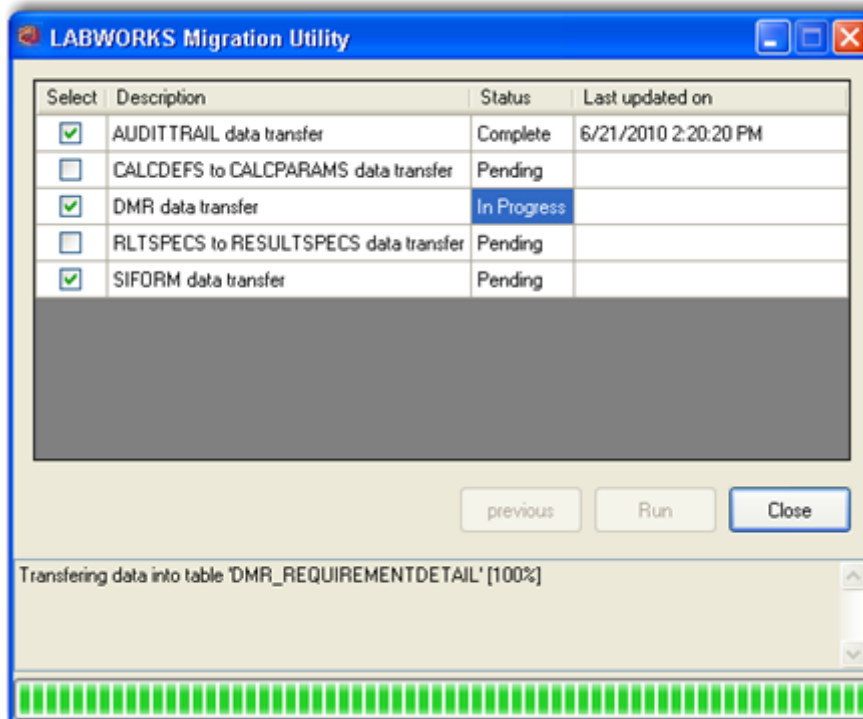 LABWORKS Migration Utility
Select Description Status Last updated on
AUDITTRAIL data transfer Complete 6/21/2010 2:20:20 PM
CALCDEFS to CALCPARAMS data transfer Pending
DMR data transfer In Progress
RLTSPECS to RESULTSPECS data transfer Pending
SIFORM data transfer Pending
previous Run Close
Transfering data into table 'DMR_REQUIREMENTDETAIL' [100%]